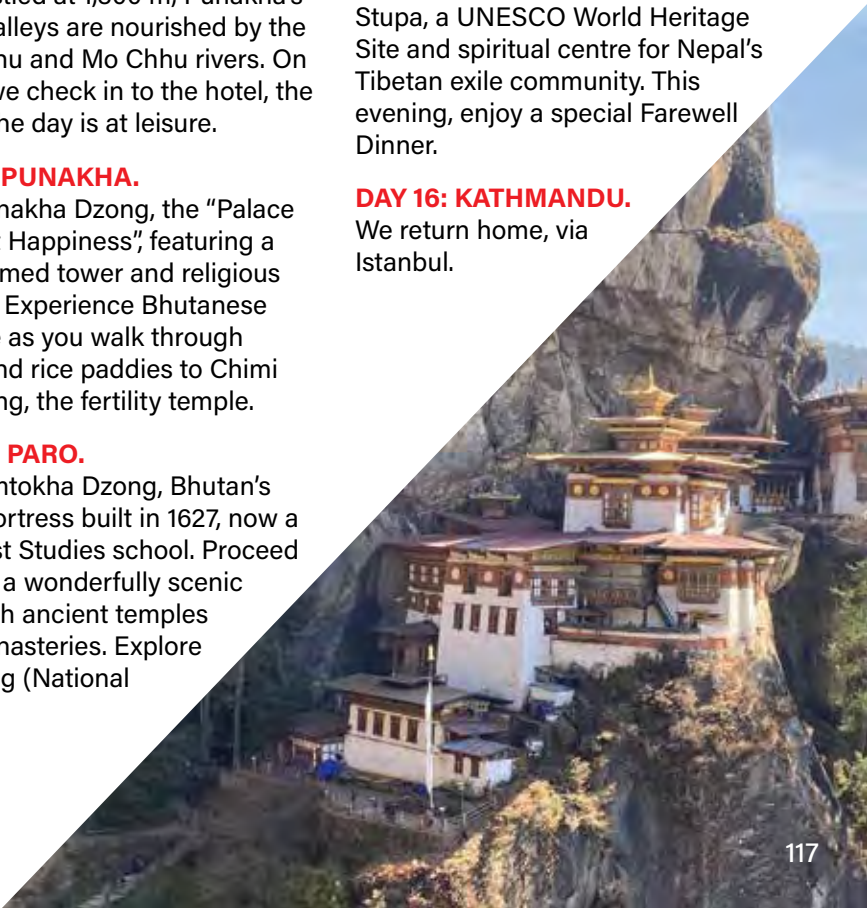 at m, Punakha's
alleys are nourished by the
hu and Mo Chhu rivers. On
we check in to the hotel, the
he day is at leisure.
PUNAKHA.
nakha Dzong, the “Palace
t Happiness”, featuring a
med tower and religious
Experience Bhutanese
e as you walk through
nd rice paddies to Chimi
ng, the fertility temple.
PARO.
ntokha Dzong, Bhutan’s
ortress built in 1627, now a
st Studies school. Proceed
a wonderfully scenic
h ancient temples
nasteries. Explore
g (National
Stupa, a UNESCO World Heritage
Site and spiritual centre for Nepal’s
Tibetan exile community. This
evening, enjoy a special Farewell
Dinner.
DAY 16: KATHMANDU.
We return home, via
Istanbul.
117